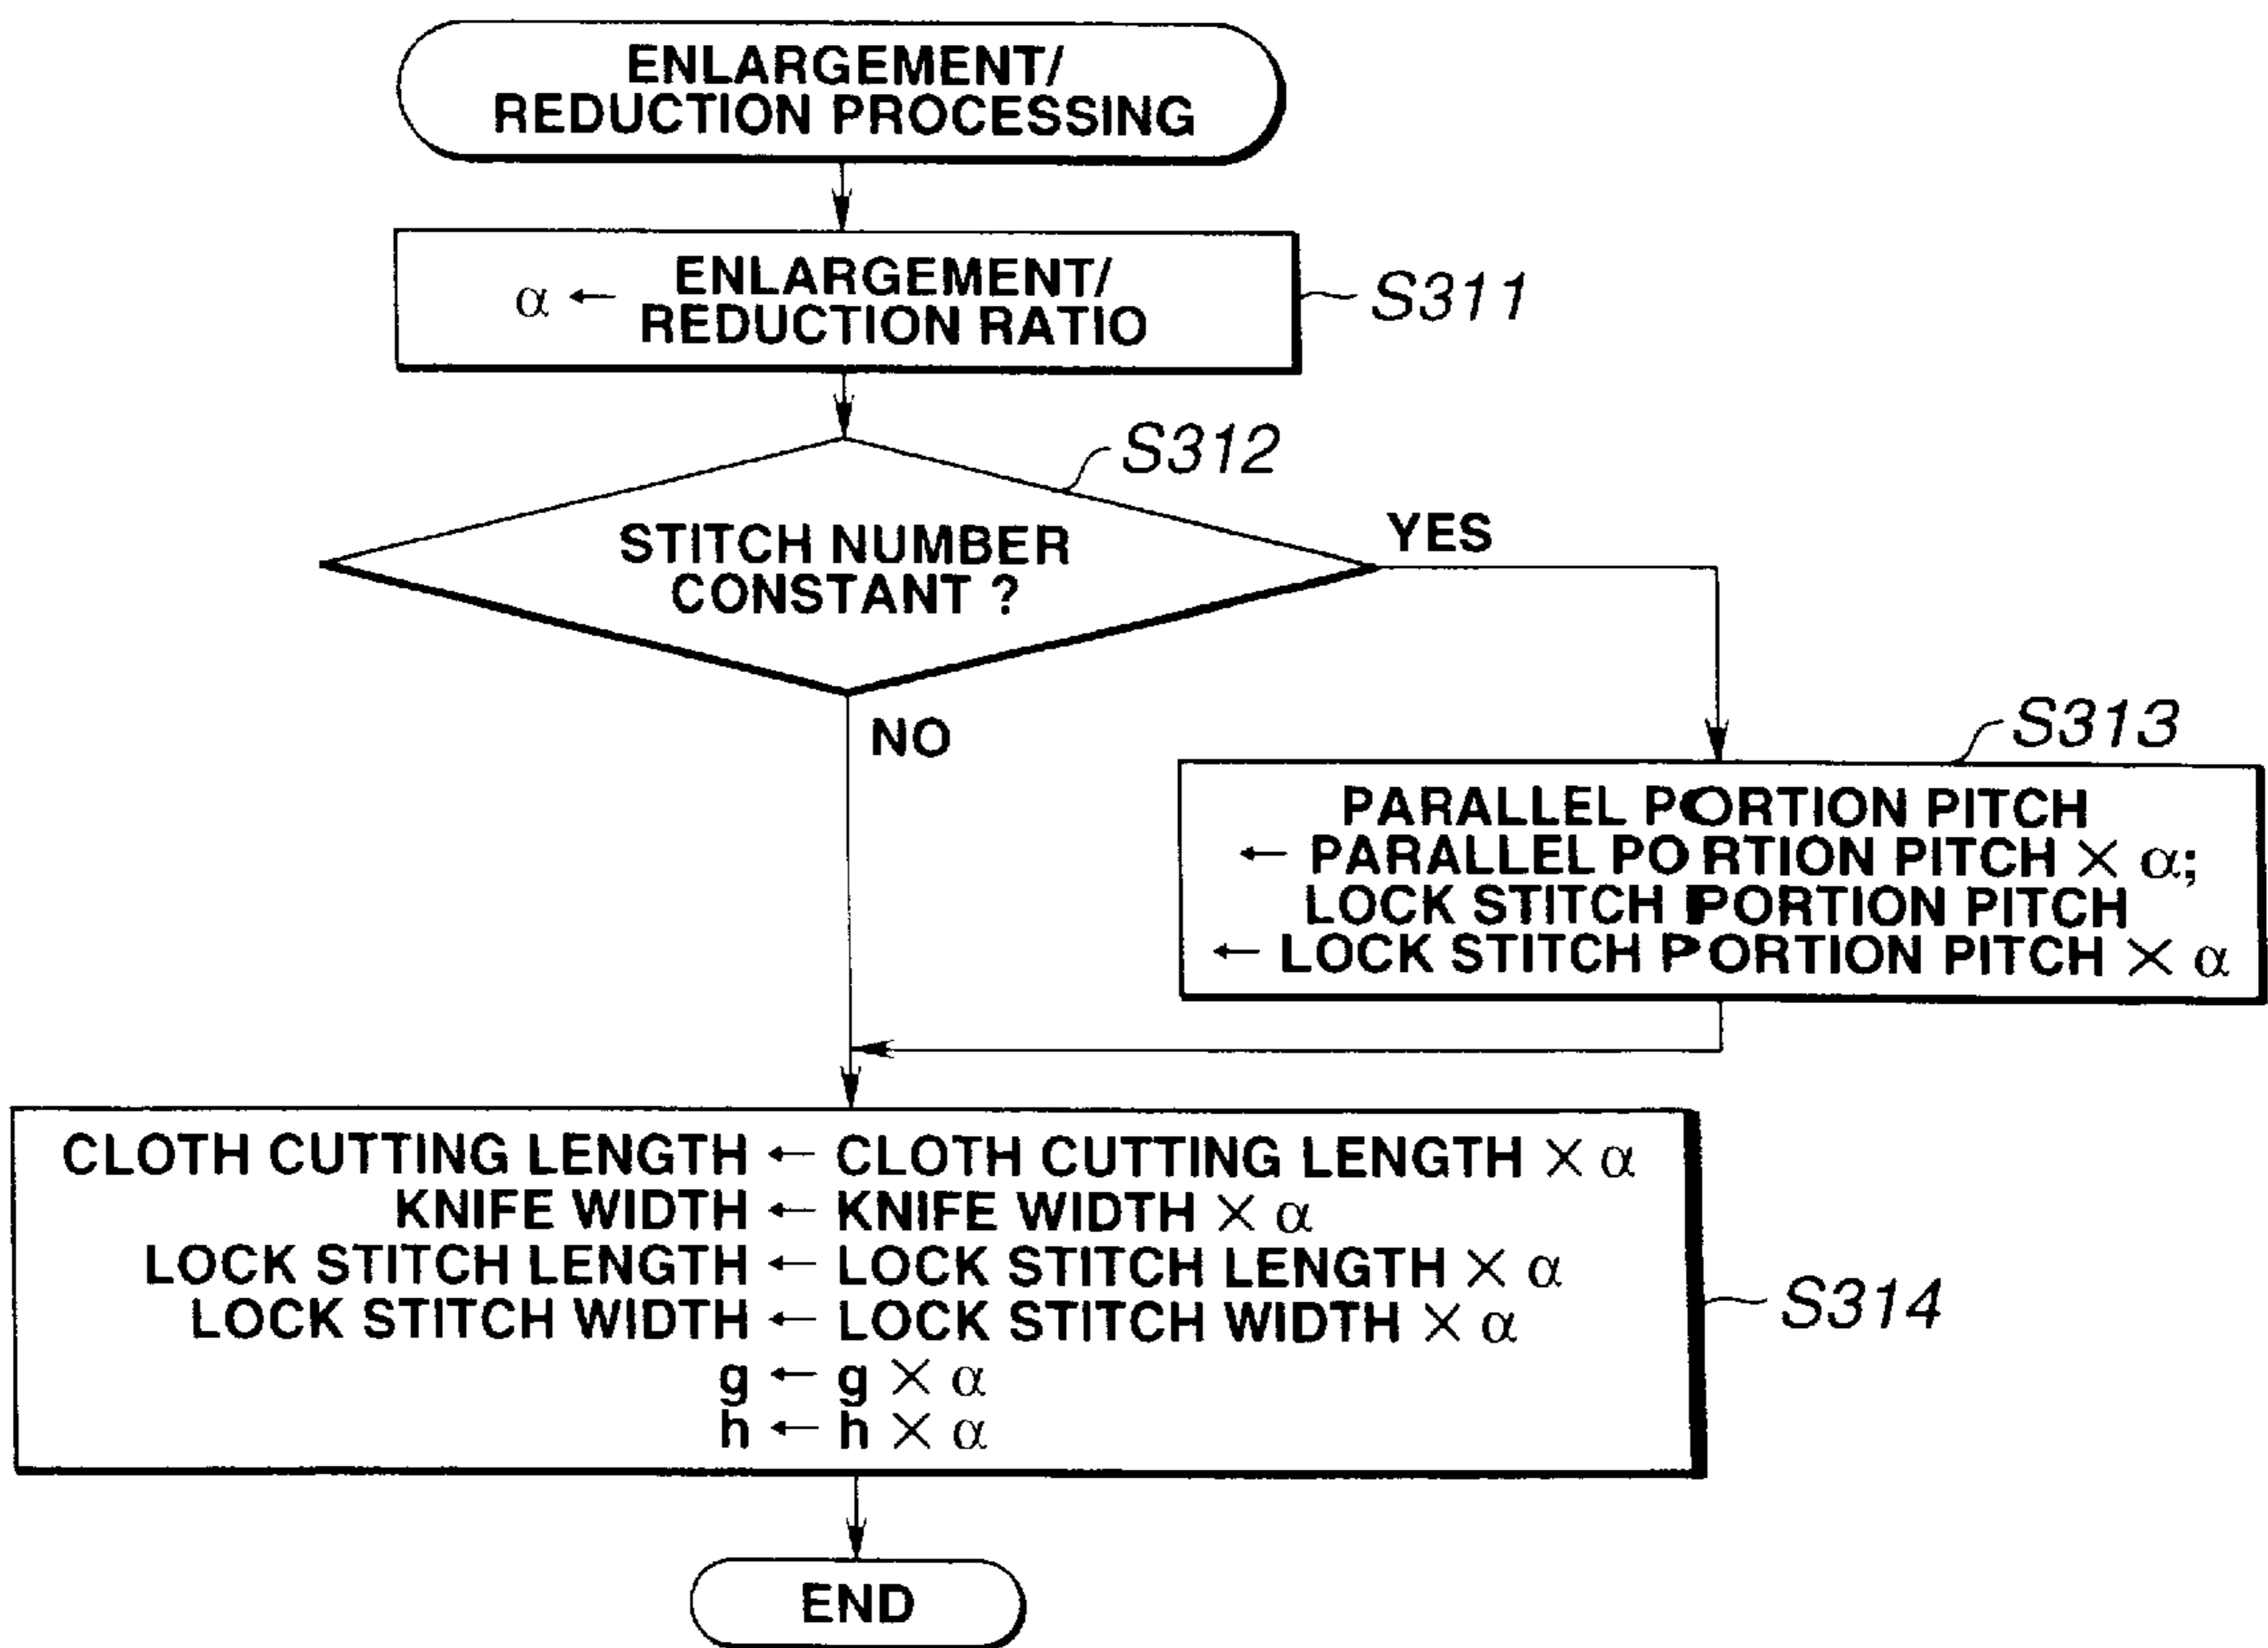 ENLARGEMENT/
REDUCTION PROCESSING
α ← ENLARGEMENT/
REDUCTION RATIO
S311
S312
STITCH NUMBER
CONSTANT ?
YES
NO
S313
PARALLEL PORTION PITCH
← PARALLEL PORTION PITCH × α;
LOCK STITCH PORTION PITCH
← LOCK STITCH PORTION PITCH × α
CLOTH CUTTING LENGTH ← CLOTH CUTTING LENGTH × α
KNIFE WIDTH ← KNIFE WIDTH × α
LOCK STITCH LENGTH ← LOCK STITCH LENGTH × α
LOCK STITCH WIDTH ← LOCK STITCH WIDTH × α
g ← g × α
h ← h × α
S314
END